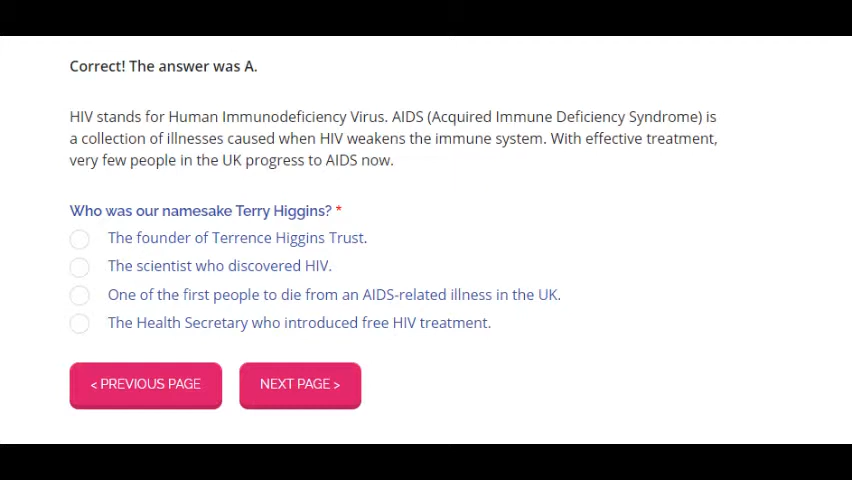 Correct! The answer was A.
HIV stands for Human Immunodeficiency Virus. AIDS (Acquired Immune Deficiency Syndrome) is
a collection of illnesses caused when HIV weakens the immune system. With effective treatment,
very few people in the UK progress to AIDS now.
Who was our namesake Terry Higgins? *
The founder of Terrence Higgins Trust.
The scientist who discovered HIV.
One of the first people to die from an AIDS-related illness in the UK.
The Health Secretary who introduced free HIV treatment.
< PREVIOUS PAGE NEXT PAGE >